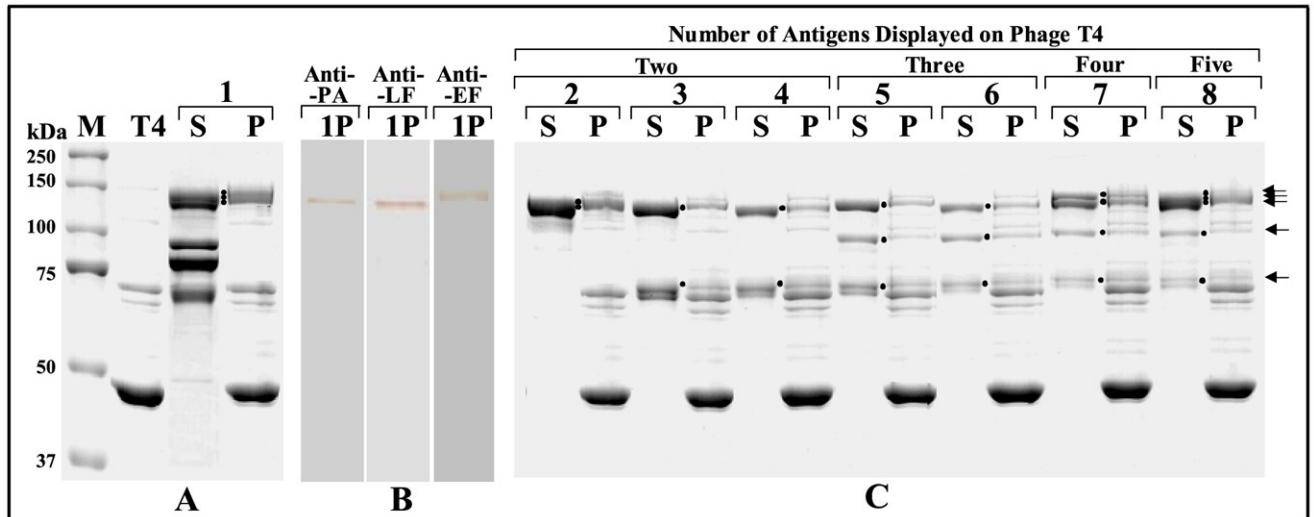 Number of Antigens Displayed on Phage T4
Two Three Four Five
Anti- Anti- Anti-
-PA -LF -EF
1 2 3 4 5 6 7 8
kDa M T4 S P 1P 1P 1P S P S P S P S P S P S P S P
250
150
100
75
50
37
A B C